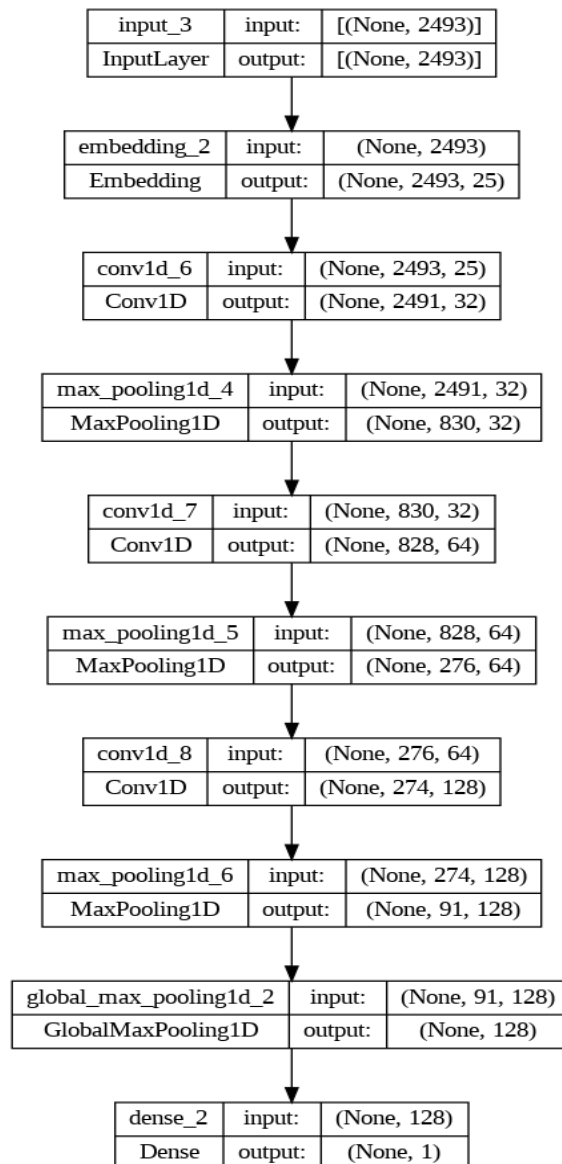 input_3 input: [(None, 2493)]
InputLayer output: [(None, 2493)]
embedding_2 input: (None, 2493)
Embedding output: (None, 2493, 25)
conv1d_6 input: (None, 2493, 25)
Conv1D output: (None, 2491, 32)
max_pooling1d_4 input: (None, 2491, 32)
MaxPooling1D output: (None, 830, 32)
conv1d_7 input: (None, 830, 32)
Conv1D output: (None, 828, 64)
max_pooling1d_5 input: (None, 828, 64)
MaxPooling1D output: (None, 276, 64)
conv1d_8 input: (None, 276, 64)
Conv1D output: (None, 274, 128)
max_pooling1d_6 input: (None, 274, 128)
MaxPooling1D output: (None, 91, 128)
global_max_pooling1d_2 input: (None, 91, 128)
GlobalMaxPooling1D output: (None, 128)
dense_2 input: (None, 128)
Dense output: (None, 1)